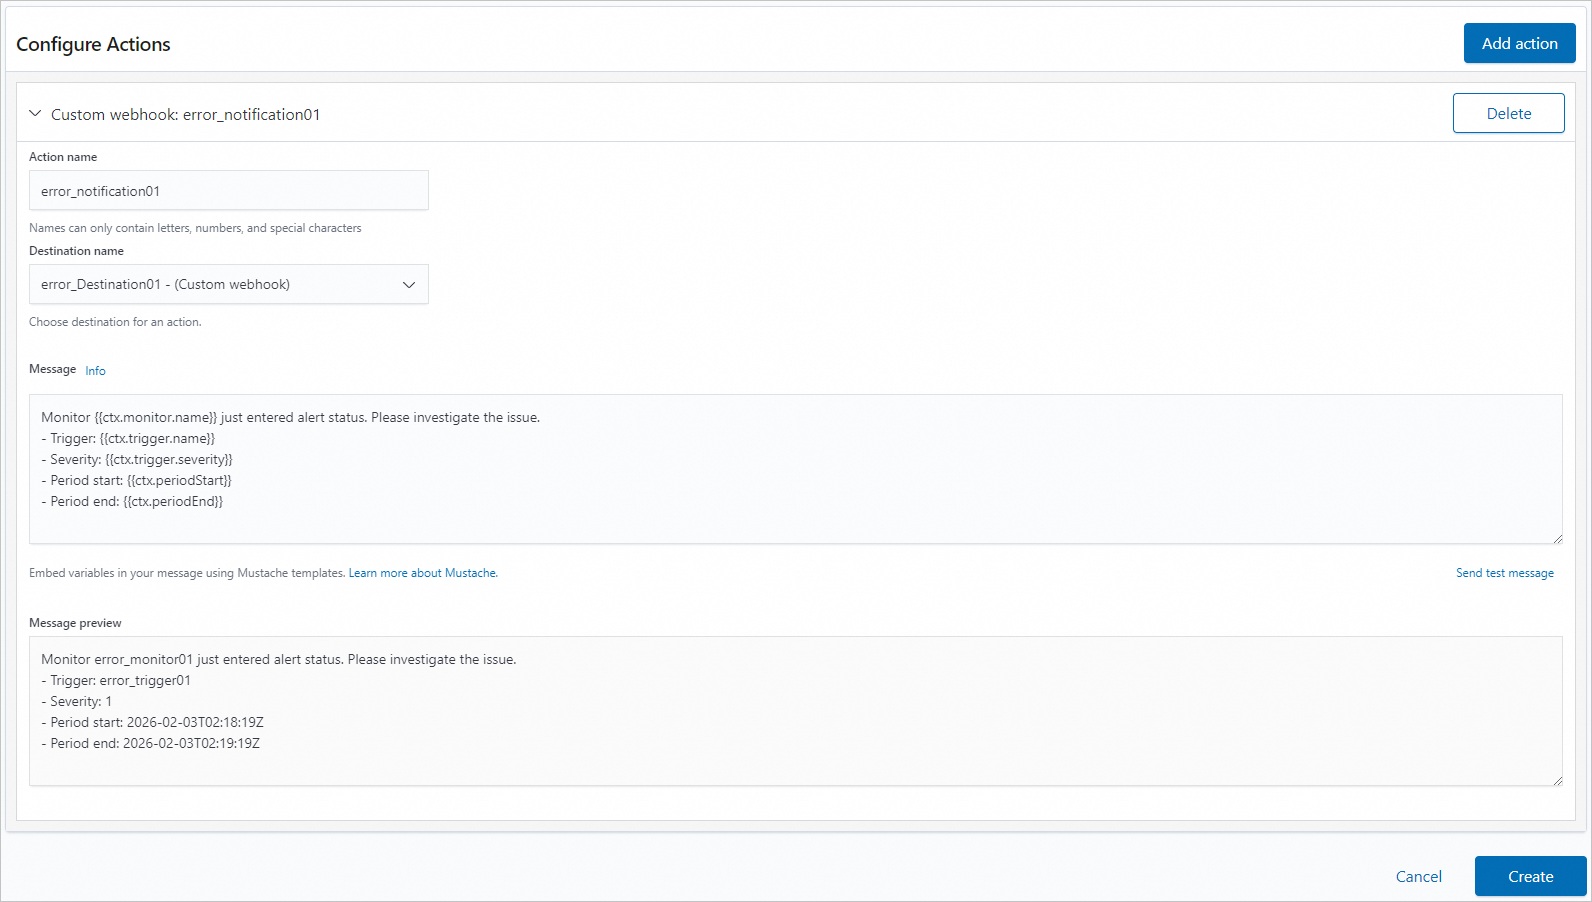 Configure Actions
Add action
Custom webhook: error_notification01
Delete
Action name
error_notification01
Names can only contain letters, numbers, and special characters
Destination name
error_Destination01 - (Custom webhook)
Choose destination for an action.
Message Info
Monitor {{ctx.monitor.name}} just entered alert status. Please investigate the issue.
- Trigger: {{ctx.trigger.name}}
- Severity: {{ctx.trigger.severity}}
- Period start: {{ctx.periodStart}}
- Period end: {{ctx.periodEnd}}
Embed variables in your message using Mustache templates. Learn more about Mustache.
Send test message
Message preview
Monitor error_monitor01 just entered alert status. Please investigate the issue.
- Trigger: error_trigger01
- Severity: 1
- Period start: 2026-02-03T02:18:19Z
- Period end: 2026-02-03T02:19:19Z
Cancel
Create